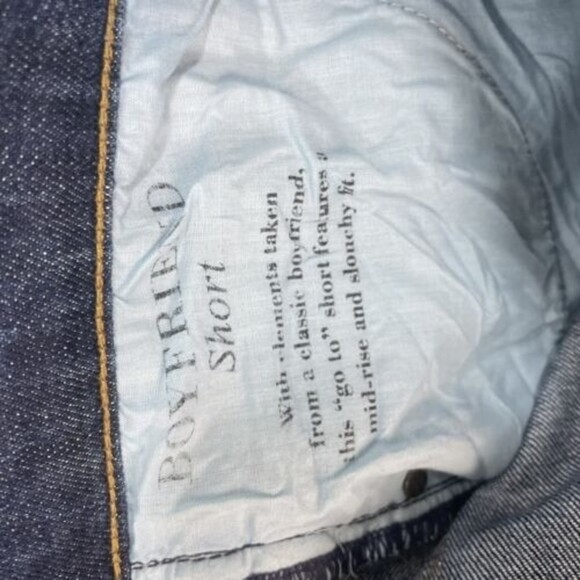 BOYFRIEND
Short
With elements taken
from a classic boyfriend,
this "go to" short features a
mid-rise and slouchy fit.